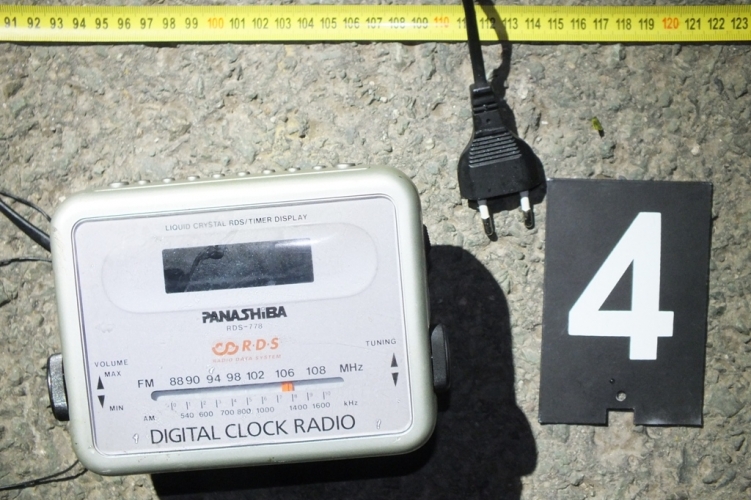 91 92 93 94 95 96 97 98 99 100 101 102 103 104 105 106 107 108 109 110 111 112 113 114 115 116 117 118 119 120 121 122 123
LIQUID CRYSTAL RDS/TIMER DISPLAY
PANASHiBA
RDS-778
R·D·S
RADIO DATA SYSTEM
VOLUME
MAX
MIN
TUNING
FM 88 90 94 98 102 106 108 MHz
AM 540 600 700 800 1000 1400 1600 kHz
DIGITAL CLOCK RADIO
4